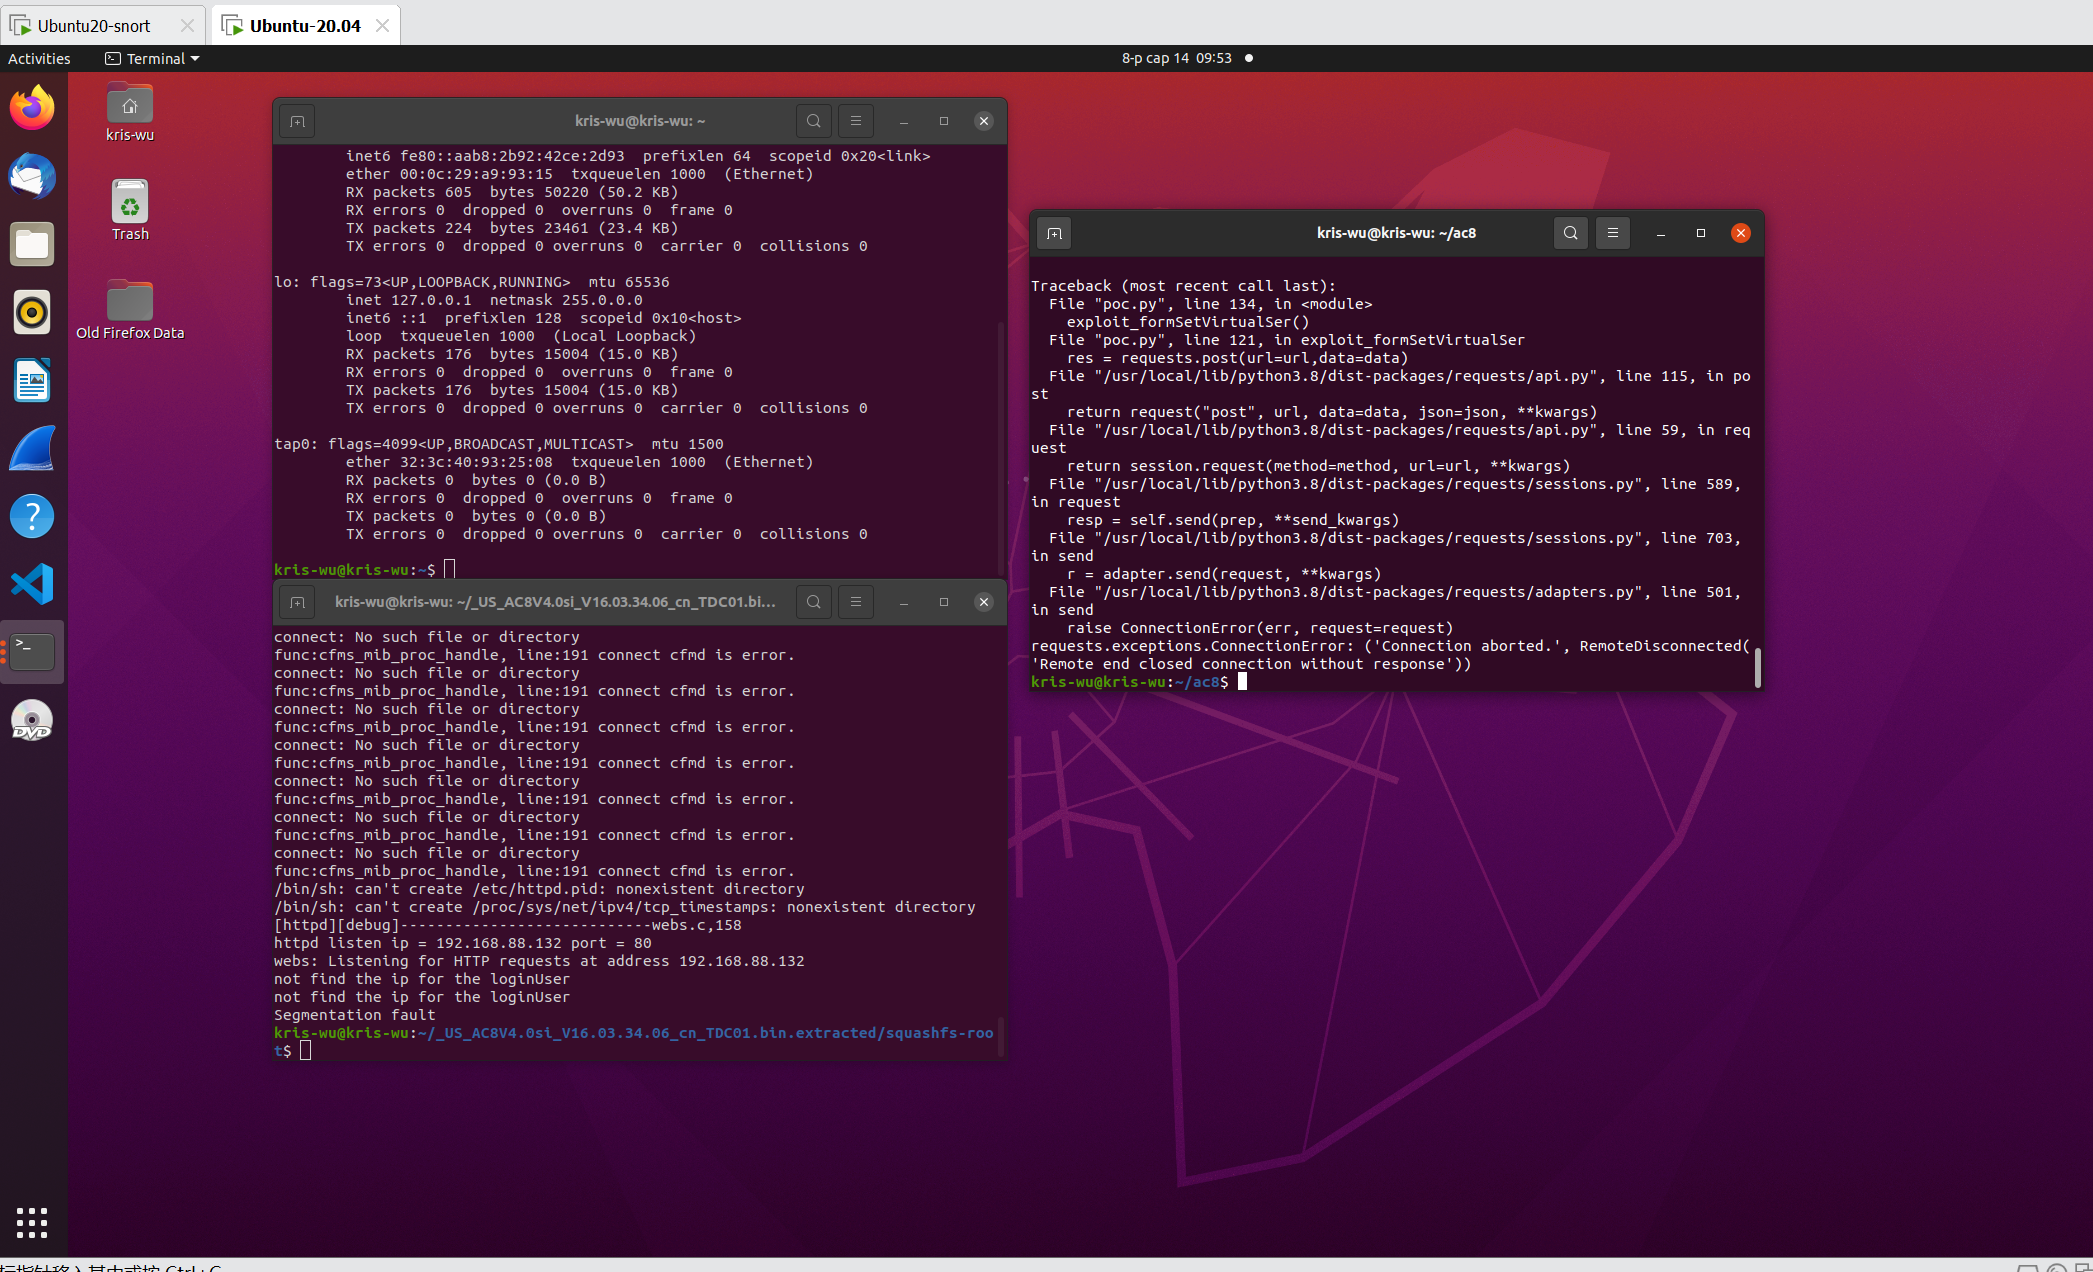 Ubuntu20-snort
Ubuntu-20.04
Activities
Terminal
8-р сар 14 09:53
kris-wu
Trash
Old Firefox Data
kris-wu@kris-wu: ~
inet6 fe80::aab8:2b92:42ce:2d93  prefixlen 64  scopeid 0x20<link>
ether 00:0c:29:a9:93:15  txqueuelen 1000  (Ethernet)
RX packets 605  bytes 50220 (50.2 KB)
RX errors 0  dropped 0  overruns 0  frame 0
TX packets 224  bytes 23461 (23.4 KB)
TX errors 0  dropped 0 overruns 0  carrier 0  collisions 0
lo: flags=73<UP,LOOPBACK,RUNNING>  mtu 65536
inet 127.0.0.1  netmask 255.0.0.0
inet6 ::1  prefixlen 128  scopeid 0x10<host>
loop  txqueuelen 1000  (Local Loopback)
RX packets 176  bytes 15004 (15.0 KB)
RX errors 0  dropped 0  overruns 0  frame 0
TX packets 176  bytes 15004 (15.0 KB)
TX errors 0  dropped 0 overruns 0  carrier 0  collisions 0
tap0: flags=4099<UP,BROADCAST,MULTICAST>  mtu 1500
ether 32:3c:40:93:25:08  txqueuelen 1000  (Ethernet)
RX packets 0  bytes 0 (0.0 B)
RX errors 0  dropped 0  overruns 0  frame 0
TX packets 0  bytes 0 (0.0 B)
TX errors 0  dropped 0 overruns 0  carrier 0  collisions 0
kris-wu@kris-wu:~$
kris-wu@kris-wu: ~/_US_AC8V4.0si_V16.03.34.06_cn_TDC01.bi...
connect: No such file or directory
func:cfms_mib_proc_handle, line:191 connect cfmd is error.
connect: No such file or directory
func:cfms_mib_proc_handle, line:191 connect cfmd is error.
connect: No such file or directory
func:cfms_mib_proc_handle, line:191 connect cfmd is error.
connect: No such file or directory
func:cfms_mib_proc_handle, line:191 connect cfmd is error.
connect: No such file or directory
func:cfms_mib_proc_handle, line:191 connect cfmd is error.
connect: No such file or directory
func:cfms_mib_proc_handle, line:191 connect cfmd is error.
connect: No such file or directory
func:cfms_mib_proc_handle, line:191 connect cfmd is error.
/bin/sh: can't create /etc/httpd.pid: nonexistent directory
/bin/sh: can't create /proc/sys/net/ipv4/tcp_timestamps: nonexistent directory
[httpd][debug]----------------------------webs.c,158
httpd listen ip = 192.168.88.132 port = 80
webs: Listening for HTTP requests at address 192.168.88.132
not find the ip for the loginUser
not find the ip for the loginUser
Segmentation fault
kris-wu@kris-wu:~/_US_AC8V4.0si_V16.03.34.06_cn_TDC01.bin.extracted/squashfs-roo
t$
kris-wu@kris-wu: ~/ac8
Traceback (most recent call last):
File "poc.py", line 134, in <module>
exploit_formSetVirtualSer()
File "poc.py", line 121, in exploit_formSetVirtualSer
res = requests.post(url=url,data=data)
File "/usr/local/lib/python3.8/dist-packages/requests/api.py", line 115, in po
st
return request("post", url, data=data, json=json, **kwargs)
File "/usr/local/lib/python3.8/dist-packages/requests/api.py", line 59, in req
uest
return session.request(method=method, url=url, **kwargs)
File "/usr/local/lib/python3.8/dist-packages/requests/sessions.py", line 589,
in request
resp = self.send(prep, **send_kwargs)
File "/usr/local/lib/python3.8/dist-packages/requests/sessions.py", line 703,
in send
r = adapter.send(request, **kwargs)
File "/usr/local/lib/python3.8/dist-packages/requests/adapters.py", line 501,
in send
raise ConnectionError(err, request=request)
requests.exceptions.ConnectionError: ('Connection aborted.', RemoteDisconnected(
'Remote end closed connection without response'))
kris-wu@kris-wu:~/ac8$